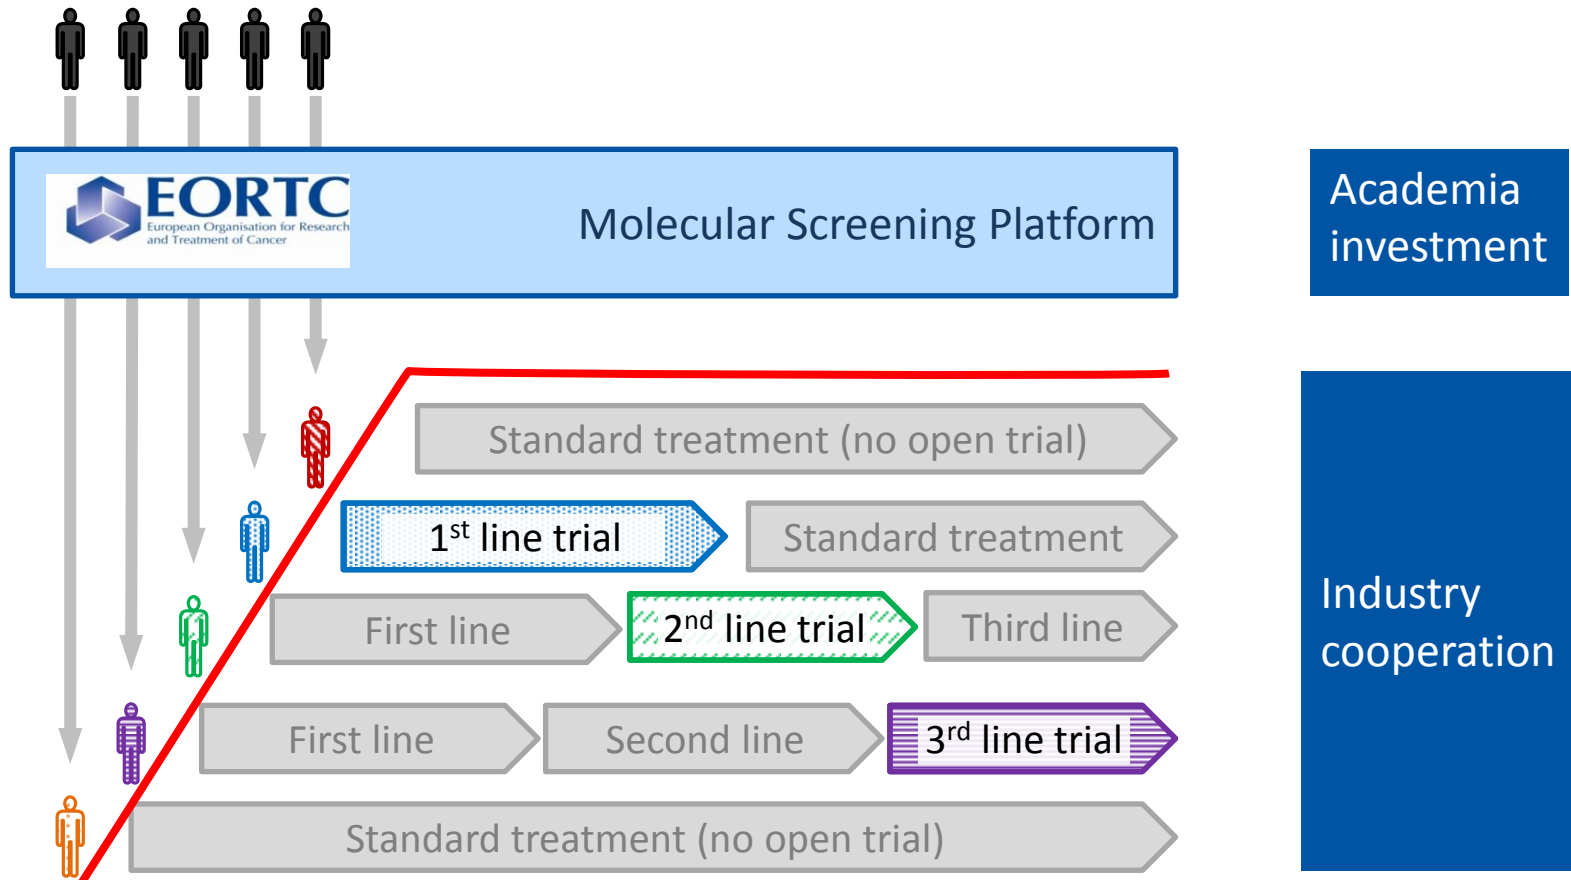 EORTC
European Organisation for Research
and Treatment of Cancer
Molecular Screening Platform
Academia
investment
Standard treatment (no open trial)
1st line trial
Standard treatment
First line
2nd line trial
Third line
First line
Second line
3rd line trial
Standard treatment (no open trial)
Industry
cooperation